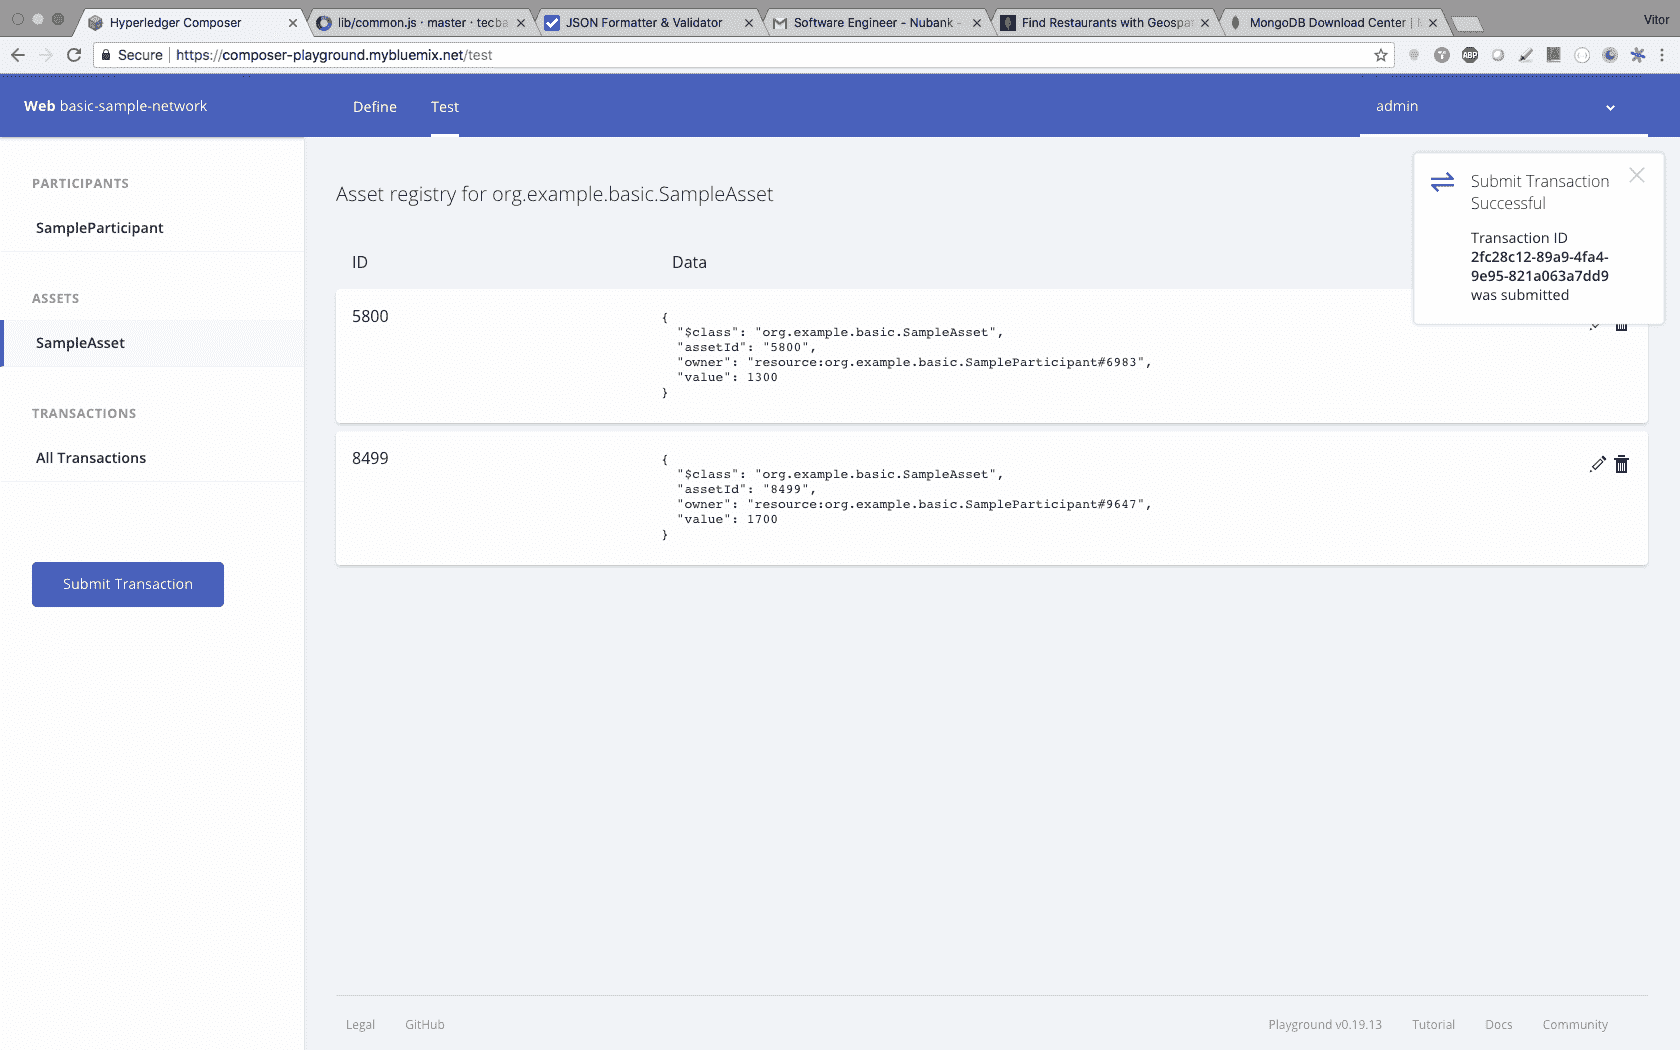 Hyperledger Composer
lib/common.js · master · tecba
JSON Formatter & Validator
Software Engineer - Nubank -
Find Restaurants with Geospa
MongoDB Download Center |
Vitor
Secure
https://composer-playground.mybluemix.net/test
ABP
Web basic-sample-network
Define
Test
admin
PARTICIPANTS
SampleParticipant
ASSETS
SampleAsset
TRANSACTIONS
All Transactions
Submit Transaction
Asset registry for org.example.basic.SampleAsset
ID
Data
5800
{
"$class": "org.example.basic.SampleAsset",
"assetId": "5800",
"owner": "resource:org.example.basic.SampleParticipant#6983",
"value": 1300
}
8499
{
"$class": "org.example.basic.SampleAsset",
"assetId": "8499",
"owner": "resource:org.example.basic.SampleParticipant#9647",
"value": 1700
}
Submit Transaction
Successful
Transaction ID
2fc28c12-89a9-4fa4-
9e95-821a063a7dd9
was submitted
Legal
GitHub
Playground v0.19.13
Tutorial
Docs
Community